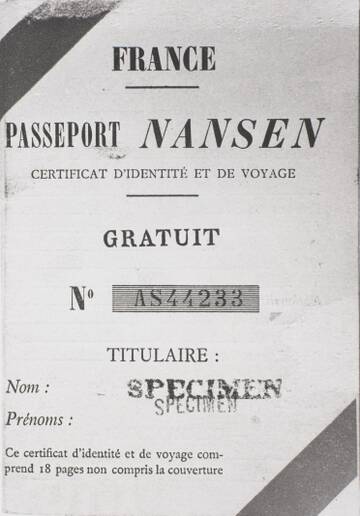 FRANCE
PASSEPORT NANSEN
CERTIFICAT D'IDENTITÉ ET DE VOYAGE
GRATUIT
Nº AS44233
TITULAIRE :
Nom : SPECIMEN
SPECIMEN
Prénoms :
Ce certificat d'identité et de voyage com-
prend 18 pages non compris la couverture